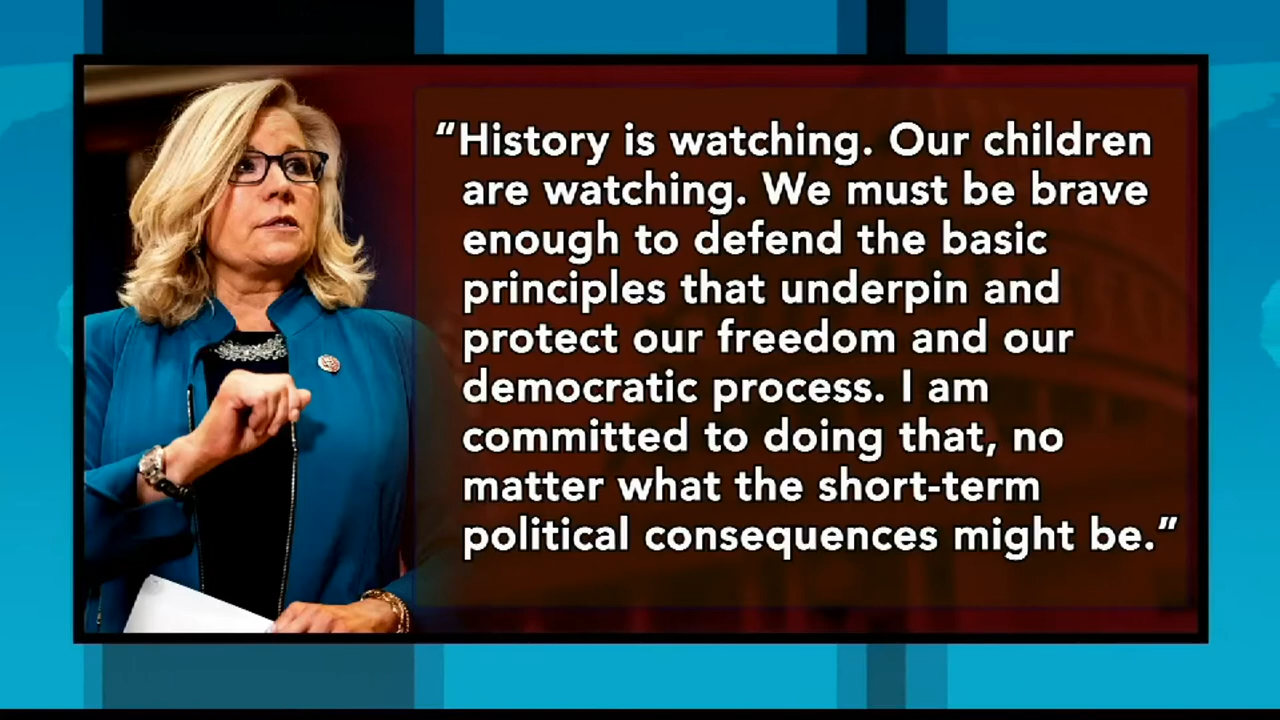 “History is watching. Our children
are watching. We must be brave
enough to defend the basic
principles that underpin and
protect our freedom and our
democratic process. I am
committed to doing that, no
matter what the short-term
political consequences might be.”